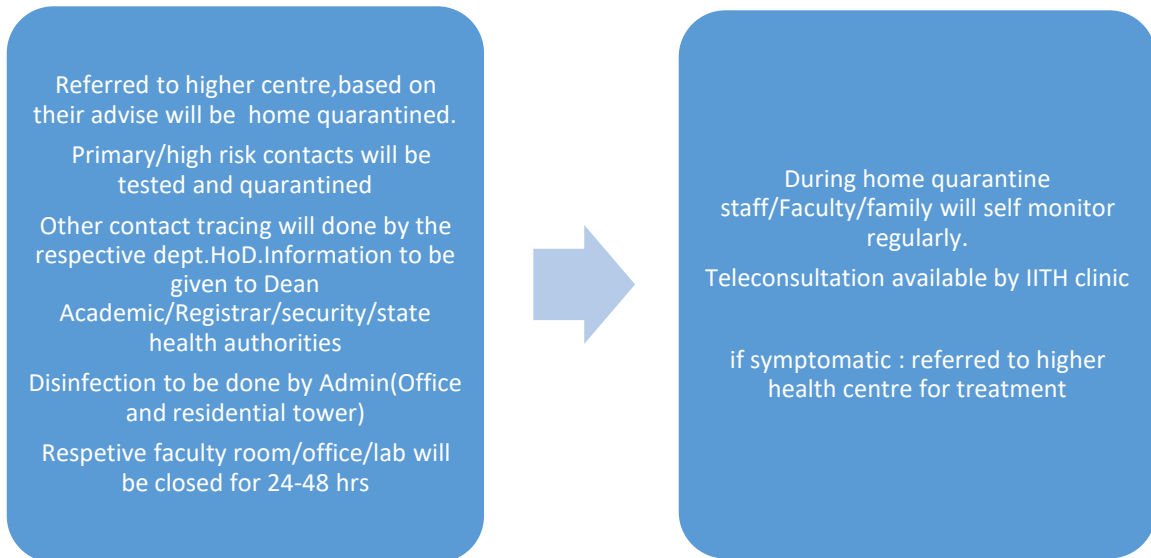 Referred to higher centre,based on
their advise will be  home quarantined.
Primary/high risk contacts will be
tested and quarantined
Other contact tracing will done by the
respective dept.HoD.Information to be
given to Dean
Academic/Registrar/security/state
health authorities
Disinfection to be done by Admin(Office
and residential tower)
Respetive faculty room/office/lab will
be closed for 24-48 hrs
During home quarantine
staff/Faculty/family will self monitor
regularly.
Teleconsultation available by IITH clinic
if symptomatic : referred to higher
health centre for treatment